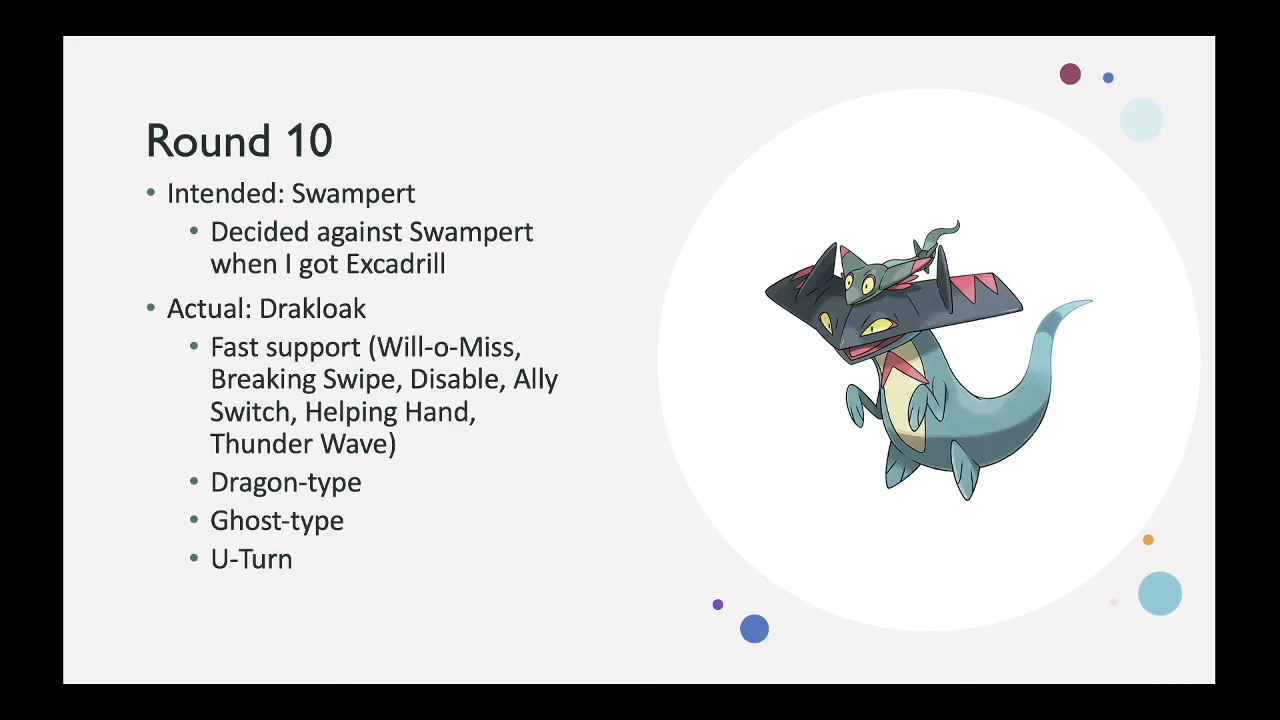 Round 10
• Intended: Swampert
• Decided against Swampert
when I got Excadrill
• Actual: Drakloak
• Fast support (Will-o-Miss,
Breaking Swipe, Disable, Ally
Switch, Helping Hand,
Thunder Wave)
• Dragon-type
• Ghost-type
• U-Turn